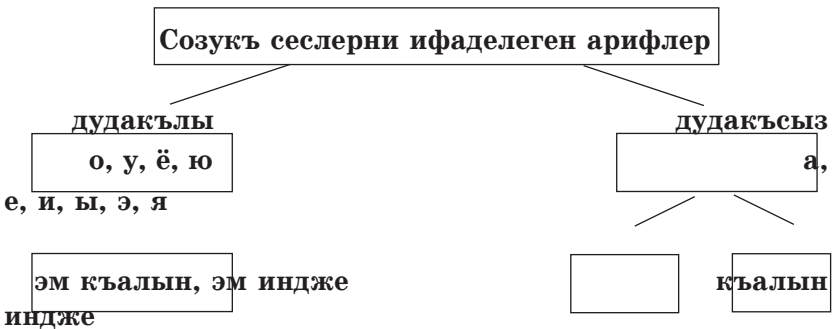 Созукъ сеслерни ифаделеген арифлер
дудакълы дудакъсыз
о, у, ё, ю а,
е, и, ы, э, я
эм къалын, эм индже къалын
индже